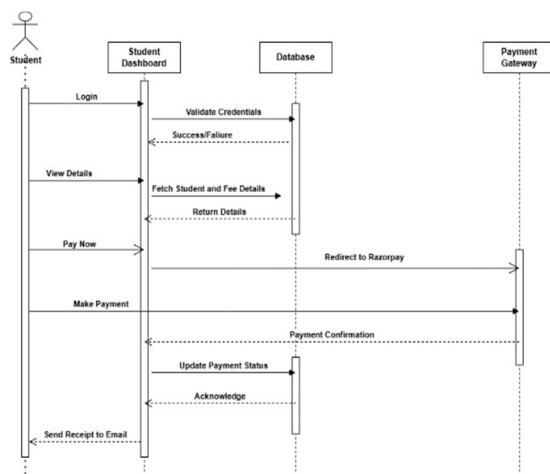 Student
Student
Dashboard
Database
Payment
Gateway
Login
Validate Credentials
Success/Faliure
View Details
Fetch Student and Fee Details
Return Details
Pay Now
Redirect to Razorpay
Make Payment
Payment Confirmation
Update Payment Status
Acknowledge
Send Receipt to Email